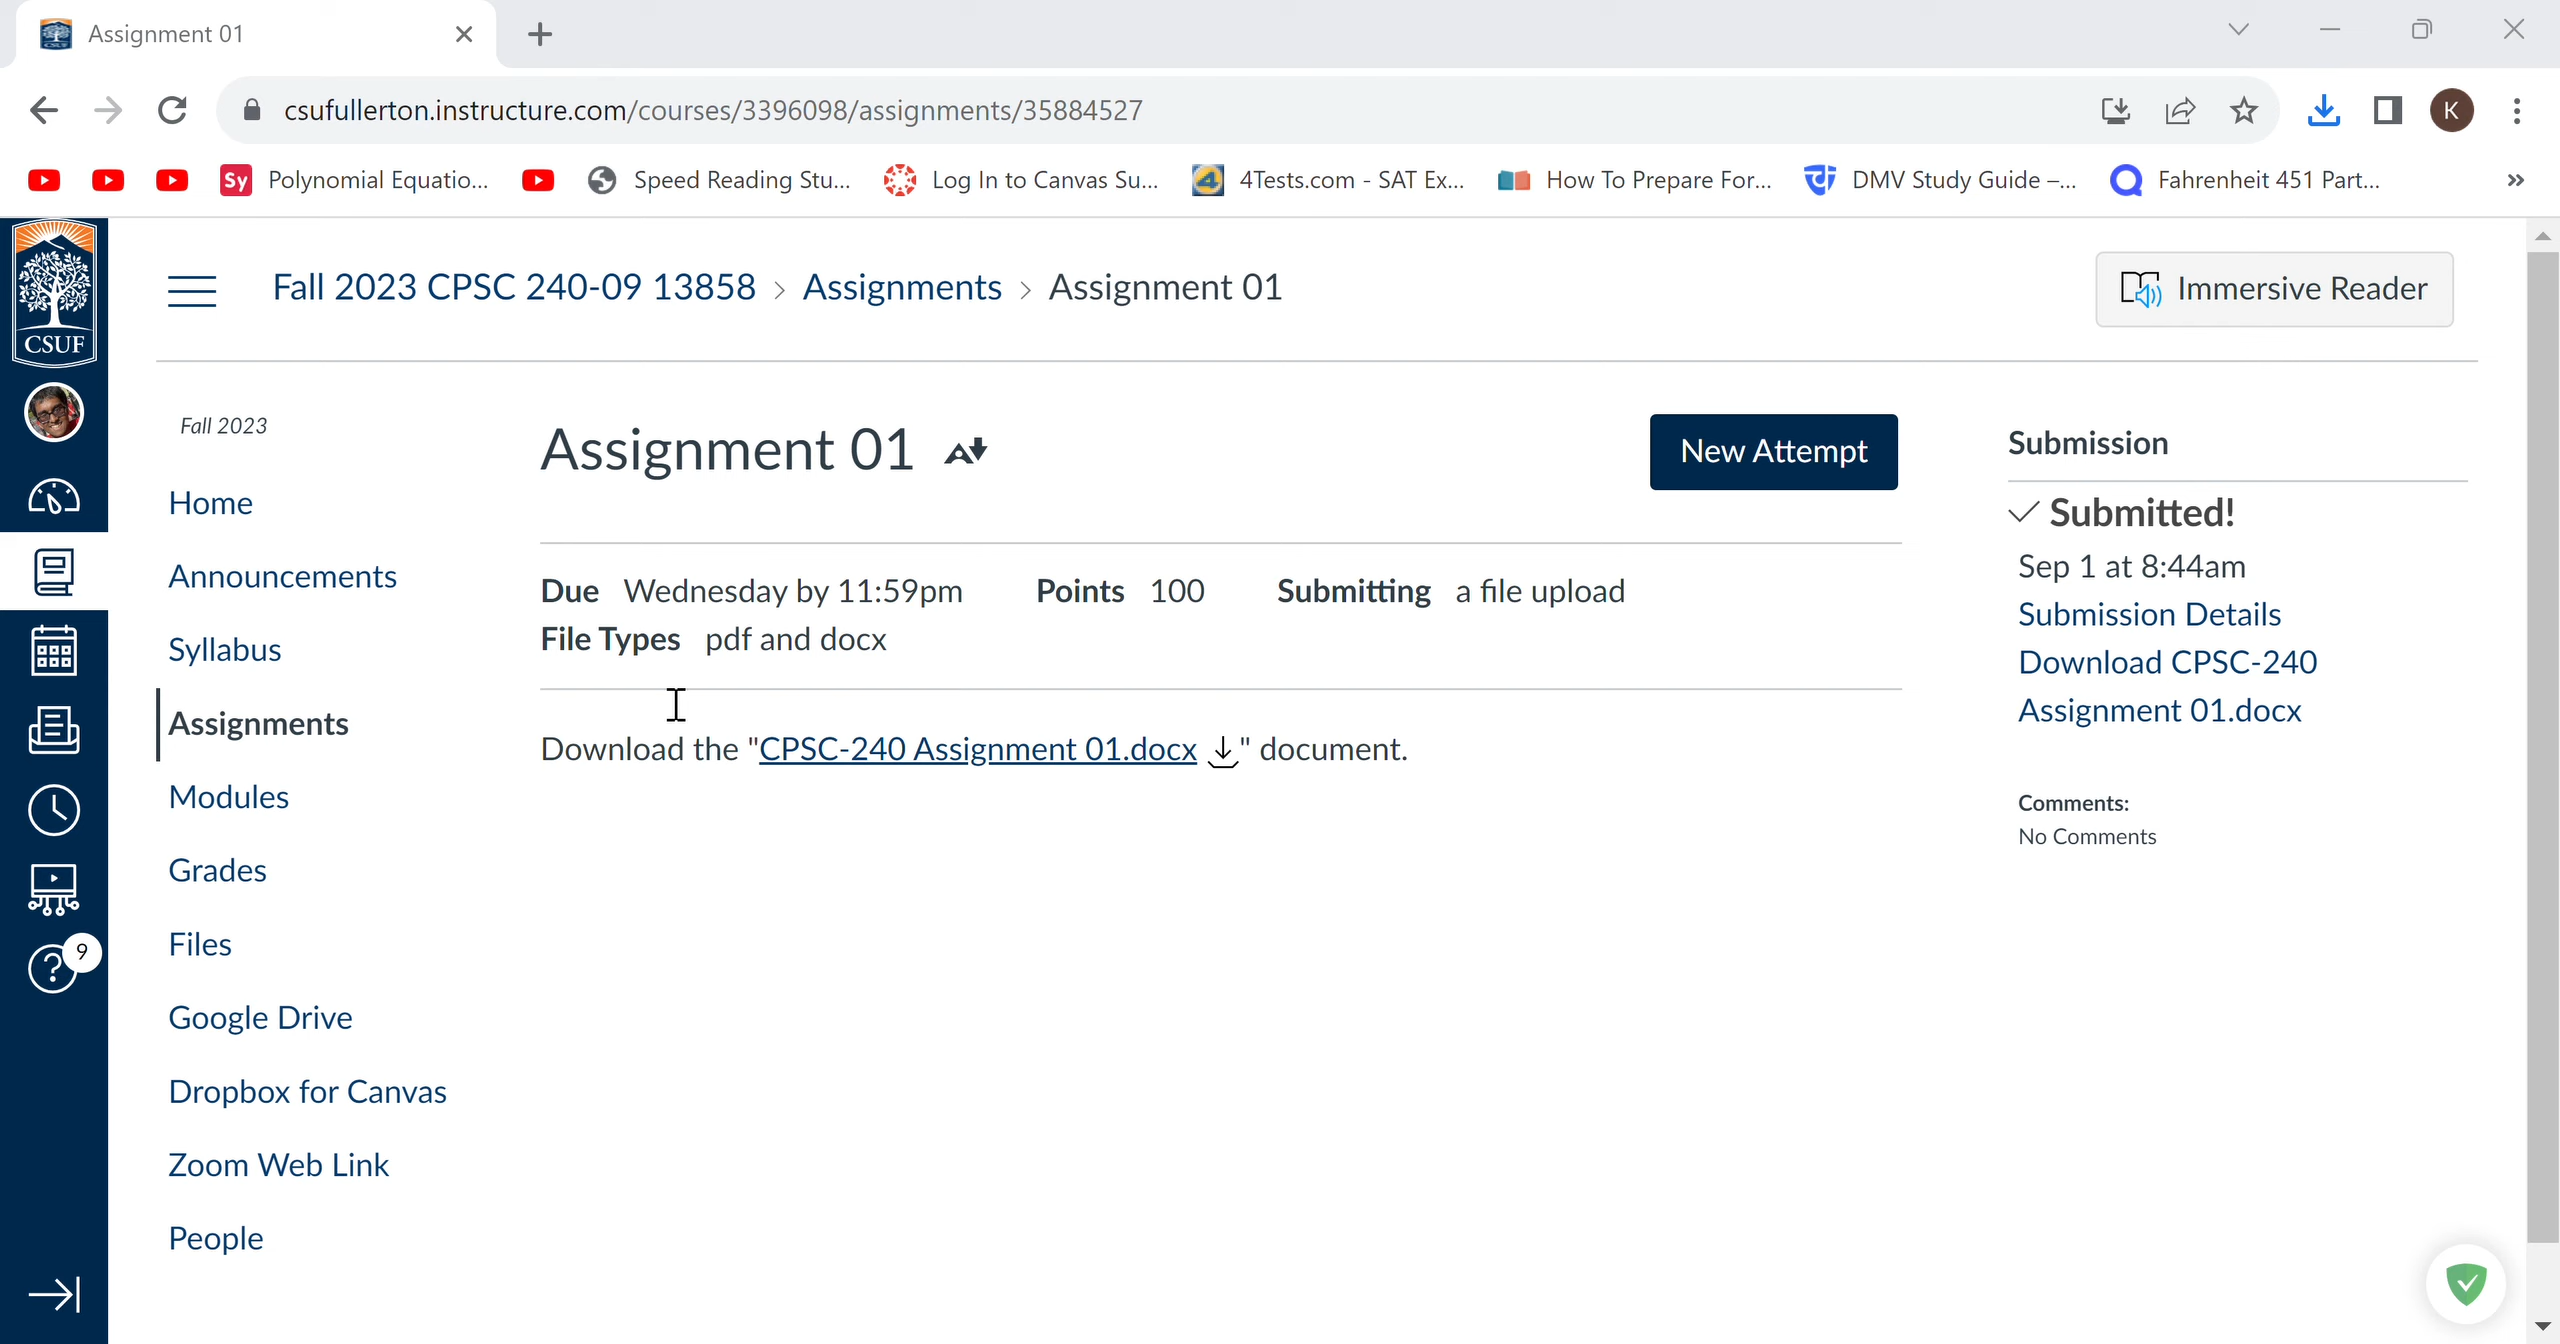 Assignment 01
csufullerton.instructure.com/courses/3396098/assignments/35884527
K
Sy Polynomial Equatio... Speed Reading Stu... Log In to Canvas Su... 4 4Tests.com - SAT Ex... How To Prepare For... DMV Study Guide –... Fahrenheit 451 Part... »
CSUF
Fall 2023 CPSC 240-09 13858 > Assignments > Assignment 01
Immersive Reader
Fall 2023
Home
Announcements
Syllabus
Assignments
Modules
Grades
Files
Google Drive
Dropbox for Canvas
Zoom Web Link
People
9
Assignment 01
New Attempt
Due Wednesday by 11:59pm Points 100 Submitting a file upload
File Types pdf and docx
Download the "CPSC-240 Assignment 01.docx " document.
Submission
Submitted!
Sep 1 at 8:44am
Submission Details
Download CPSC-240
Assignment 01.docx
Comments:
No Comments